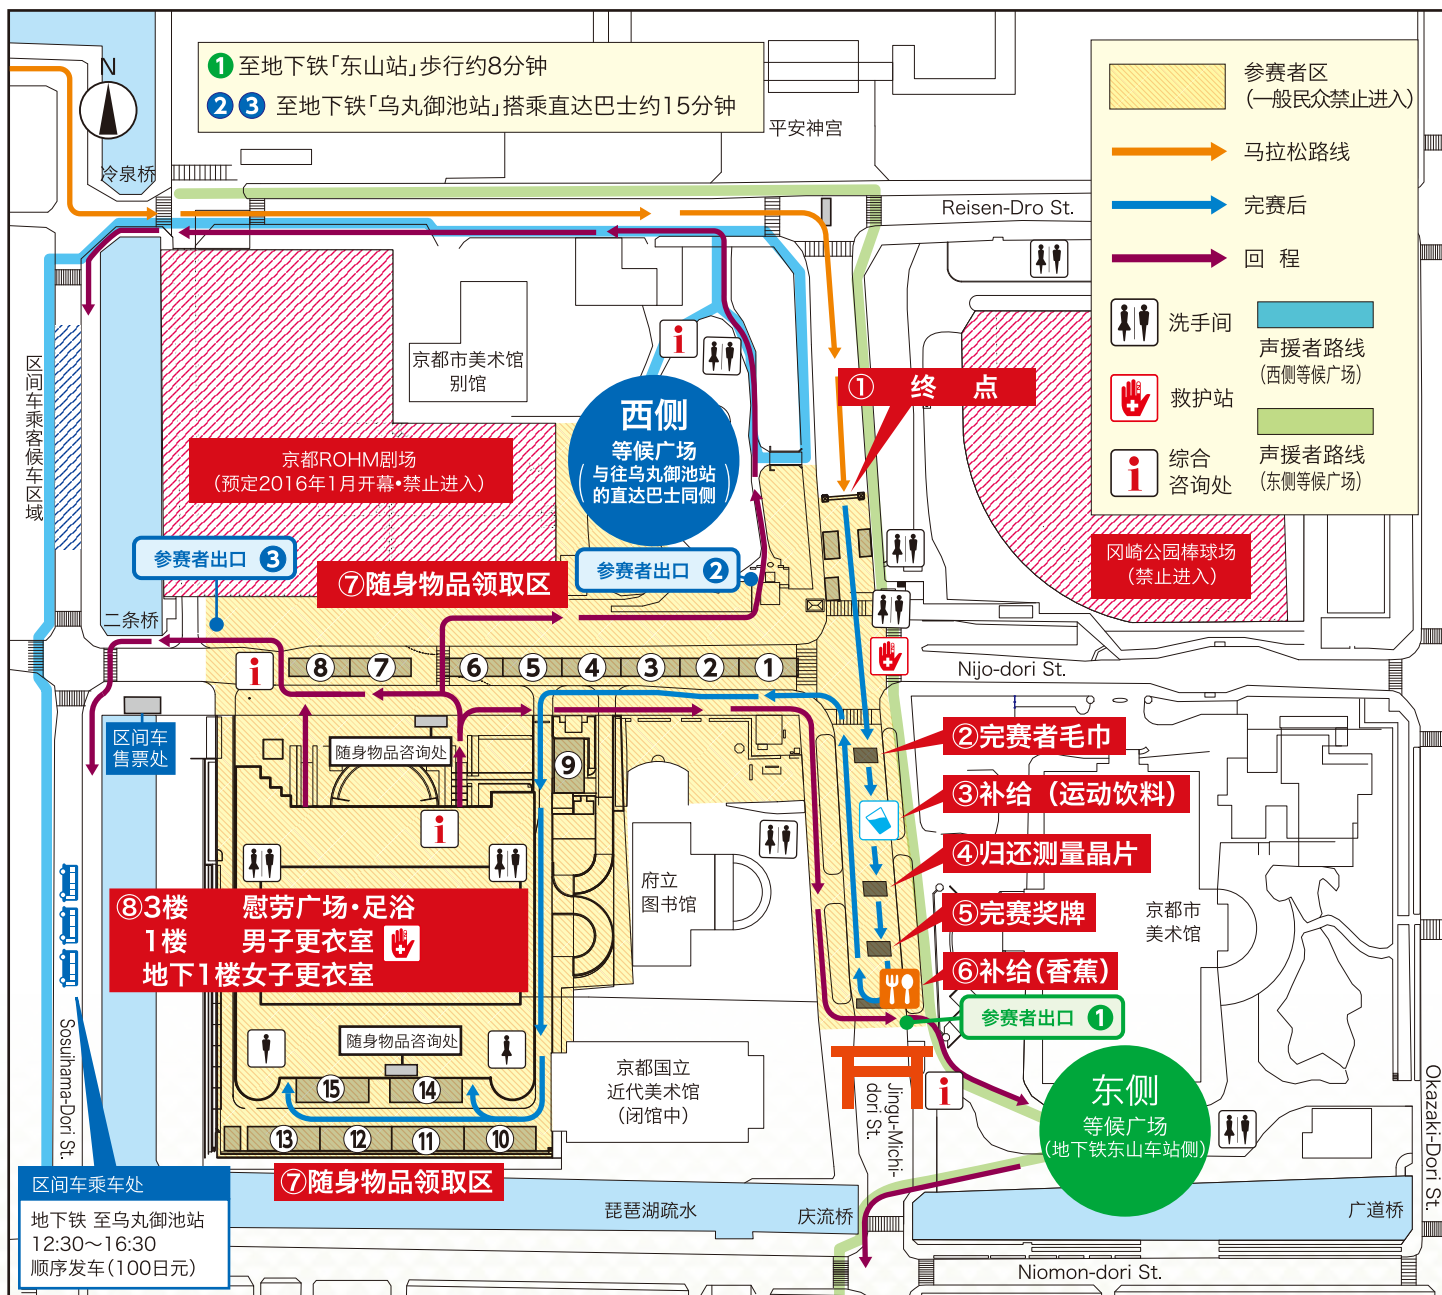 N
① 至地下铁「东山站」步行约8分钟
② ③ 至地下铁「乌丸御池站」搭乘直达巴士约15分钟
平安神宫
冷泉桥
Reisen-Dro St.
参赛者区
(一般民众禁止进入)
马拉松路线
完赛后
回 程
洗手间
救护站
i 综合
咨询处
声援者路线
(西侧等候广场)
声援者路线
(东侧等候广场)
区间车乘客候车区域
京都市美术馆
别馆
i
① 终 点
西侧
等候广场
(与往乌丸御池站
的直达巴士同侧)
京都ROHM剧场
(预定2016年1月开幕•禁止进入)
冈崎公园棒球场
(禁止进入)
参赛者出口 ③
⑦随身物品领取区
参赛者出口 ②
二条桥
i
⑧ ⑦ ⑥ ⑤ ④ ③ ② ①
Nijo-dori St.
区间车
售票处
随身物品咨询处
⑨
②完赛者毛巾
③补给（运动饮料）
i
④归还测量晶片
府立
图书馆
⑤完赛奖牌
京都市
美术馆
⑧3楼 慰劳广场•足浴
1楼 男子更衣室
地下1楼女子更衣室
⑥补给(香蕉)
参赛者出口 ①
Sosuihama-Dori St.
随身物品咨询处
京都国立
近代美术馆
(闭馆中)
Jingu-Michi-
dori St.
i
东侧
等候广场
(地下铁东山车站侧)
Okazaki-Dori St.
⑮ ⑭
⑬ ⑫ ⑪ ⑩
⑦随身物品领取区
区间车乘车处
地下铁 至乌丸御池站
12:30～16:30
顺序发车(100日元)
琵琶湖疏水
庆流桥
广道桥
Niomon-dori St.